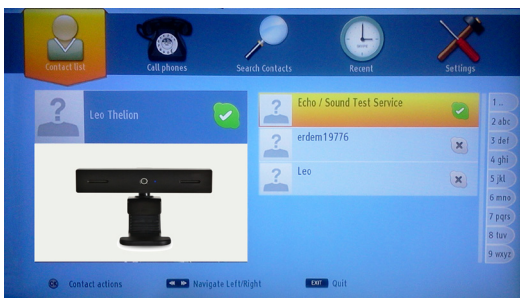 Contact list
Call phones
Search Contacts
Recent
Settings
Leo Thelion
Echo / Sound Test Service
erdem19776
Leo
1 ..
2 abc
3 def
4 ghi
5 jkl
6 mno
7 pqrs
8 tuv
9 wxyz
OK Contact actions
Navigate Left/Right
EXIT Quit